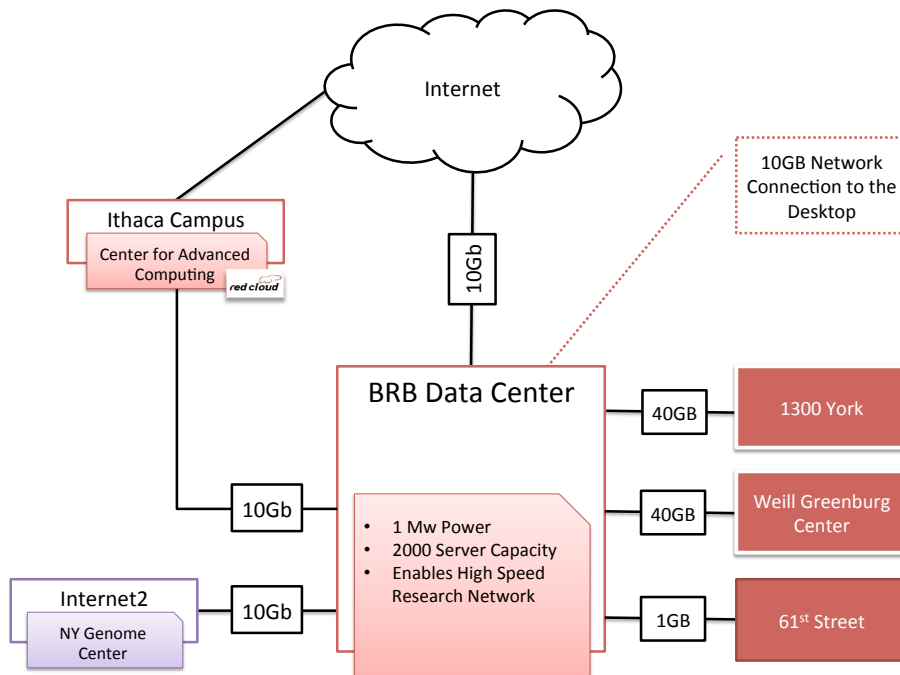 Internet
10GB Network
Connection to the
Desktop
Ithaca Campus
Center for Advanced
Computing
red cloud
10Gb
BRB Data Center
40GB
1300 York
10Gb
• 1 Mw Power
• 2000 Server Capacity
• Enables High Speed
Research Network
40GB
Weill Greenburg
Center
Internet2
NY Genome
Center
10Gb
1GB
61st Street